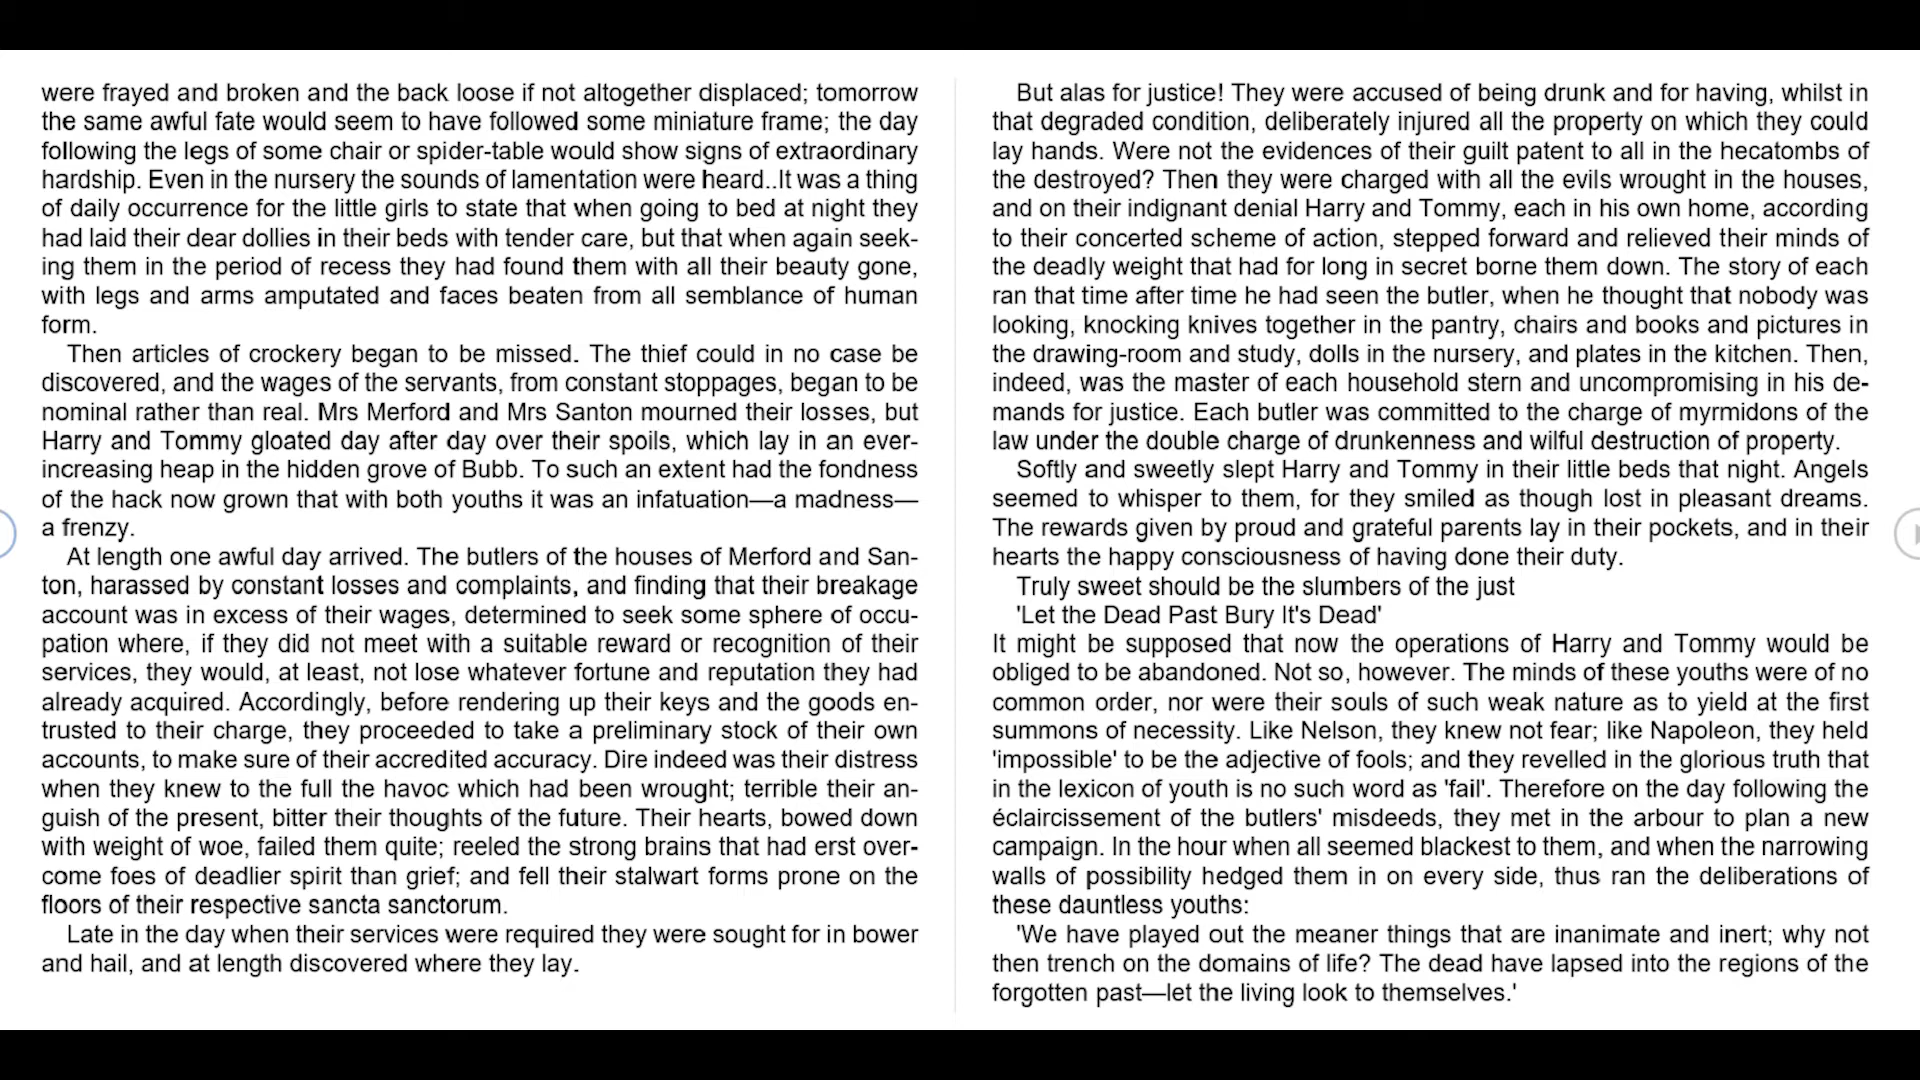 were frayed and broken and the back loose if not altogether displaced; tomorrow
the same awful fate would seem to have followed some miniature frame; the day
following the legs of some chair or spider-table would show signs of extraordinary
hardship. Even in the nursery the sounds of lamentation were heard..It was a thing
of daily occurrence for the little girls to state that when going to bed at night they
had laid their dear dollies in their beds with tender care, but that when again seek-
ing them in the period of recess they had found them with all their beauty gone,
with legs and arms amputated and faces beaten from all semblance of human
form.
Then articles of crockery began to be missed. The thief could in no case be
discovered, and the wages of the servants, from constant stoppages, began to be
nominal rather than real. Mrs Merford and Mrs Santon mourned their losses, but
Harry and Tommy gloated day after day over their spoils, which lay in an ever-
increasing heap in the hidden grove of Bubb. To such an extent had the fondness
of the hack now grown that with both youths it was an infatuation—a madness—
a frenzy.
At length one awful day arrived. The butlers of the houses of Merford and San-
ton, harassed by constant losses and complaints, and finding that their breakage
account was in excess of their wages, determined to seek some sphere of occu-
pation where, if they did not meet with a suitable reward or recognition of their
services, they would, at least, not lose whatever fortune and reputation they had
already acquired. Accordingly, before rendering up their keys and the goods en-
trusted to their charge, they proceeded to take a preliminary stock of their own
accounts, to make sure of their accredited accuracy. Dire indeed was their distress
when they knew to the full the havoc which had been wrought; terrible their an-
guish of the present, bitter their thoughts of the future. Their hearts, bowed down
with weight of woe, failed them quite; reeled the strong brains that had erst over-
come foes of deadlier spirit than grief; and fell their stalwart forms prone on the
floors of their respective sancta sanctorum.
Late in the day when their services were required they were sought for in bower
and hail, and at length discovered where they lay.
But alas for justice! They were accused of being drunk and for having, whilst in
that degraded condition, deliberately injured all the property on which they could
lay hands. Were not the evidences of their guilt patent to all in the hecatombs of
the destroyed? Then they were charged with all the evils wrought in the houses,
and on their indignant denial Harry and Tommy, each in his own home, according
to their concerted scheme of action, stepped forward and relieved their minds of
the deadly weight that had for long in secret borne them down. The story of each
ran that time after time he had seen the butler, when he thought that nobody was
looking, knocking knives together in the pantry, chairs and books and pictures in
the drawing-room and study, dolls in the nursery, and plates in the kitchen. Then,
indeed, was the master of each household stern and uncompromising in his de-
mands for justice. Each butler was committed to the charge of myrmidons of the
law under the double charge of drunkenness and wilful destruction of property.
Softly and sweetly slept Harry and Tommy in their little beds that night. Angels
seemed to whisper to them, for they smiled as though lost in pleasant dreams.
The rewards given by proud and grateful parents lay in their pockets, and in their
hearts the happy consciousness of having done their duty.
Truly sweet should be the slumbers of the just
'Let the Dead Past Bury It's Dead'
It might be supposed that now the operations of Harry and Tommy would be
obliged to be abandoned. Not so, however. The minds of these youths were of no
common order, nor were their souls of such weak nature as to yield at the first
summons of necessity. Like Nelson, they knew not fear; like Napoleon, they held
'impossible' to be the adjective of fools; and they revelled in the glorious truth that
in the lexicon of youth is no such word as 'fail'. Therefore on the day following the
éclaircissement of the butlers' misdeeds, they met in the arbour to plan a new
campaign. In the hour when all seemed blackest to them, and when the narrowing
walls of possibility hedged them in on every side, thus ran the deliberations of
these dauntless youths:
'We have played out the meaner things that are inanimate and inert; why not
then trench on the domains of life? The dead have lapsed into the regions of the
forgotten past—let the living look to themselves.'